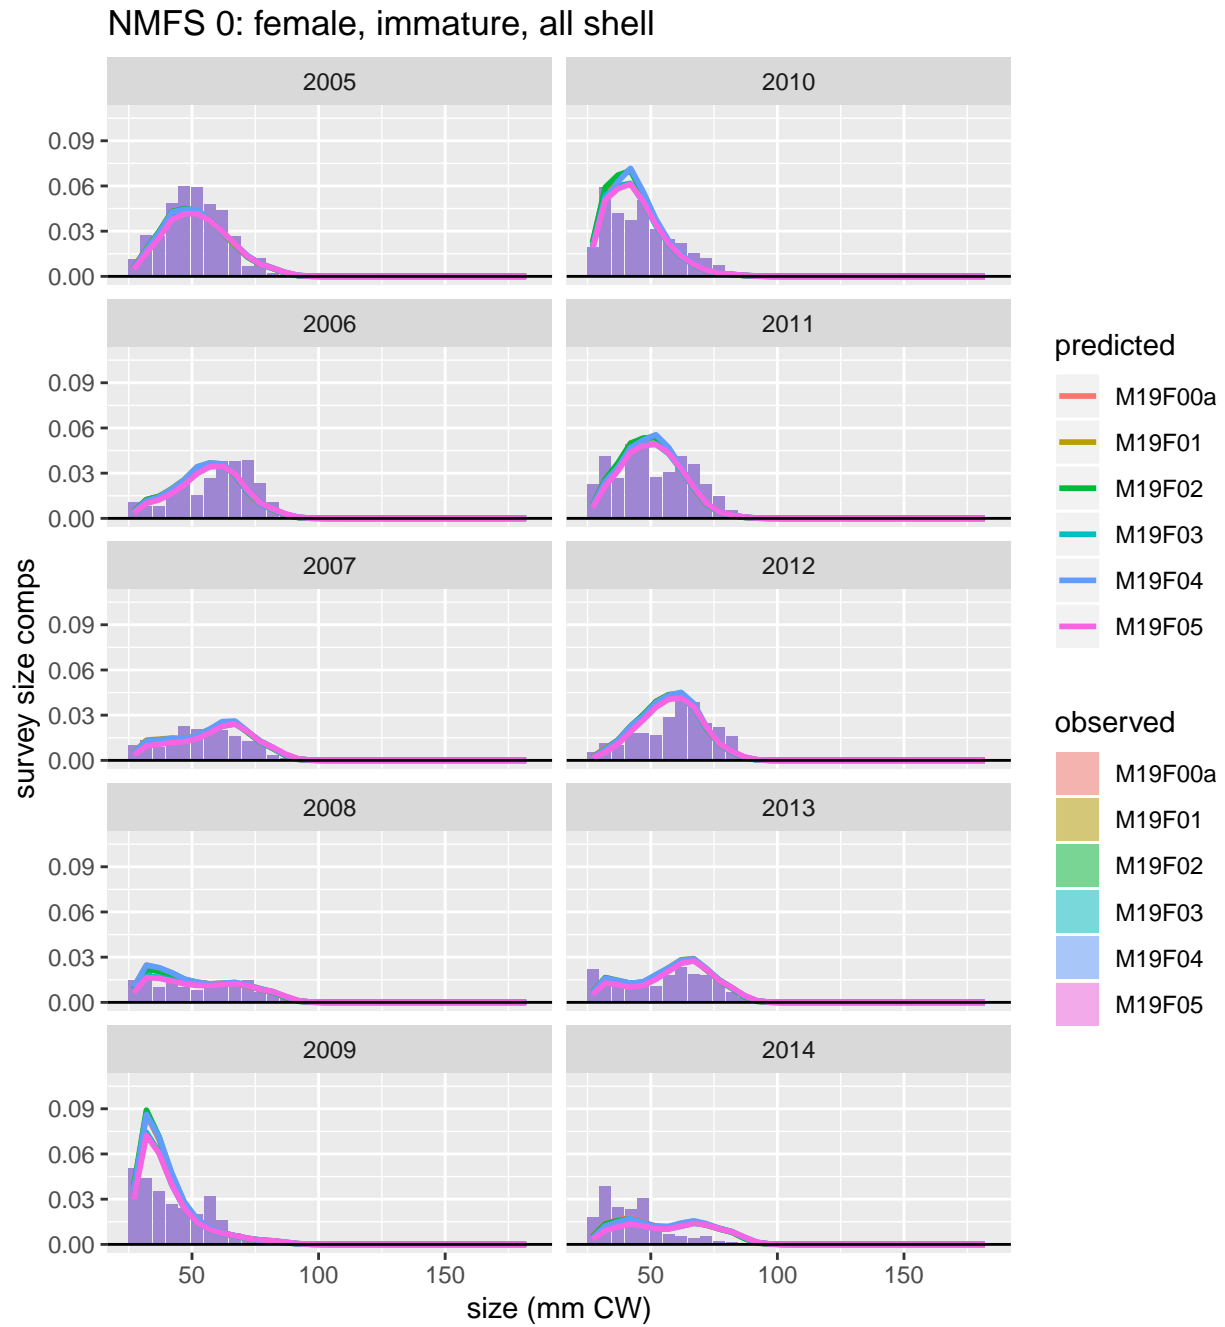 NMFS 0: female, immature, all shell
2005
2010
0.09
0.06
0.03
0.00
2006
2011
0.09
0.06
0.03
0.00
2007
2012
0.09
0.06
0.03
0.00
2008
2013
0.09
0.06
0.03
0.00
2009
2014
0.09
0.06
0.03
0.00
50
100
150
50
100
150
size (mm CW)
survey size comps
predicted
M19F00a
M19F01
M19F02
M19F03
M19F04
M19F05
observed
M19F00a
M19F01
M19F02
M19F03
M19F04
M19F05